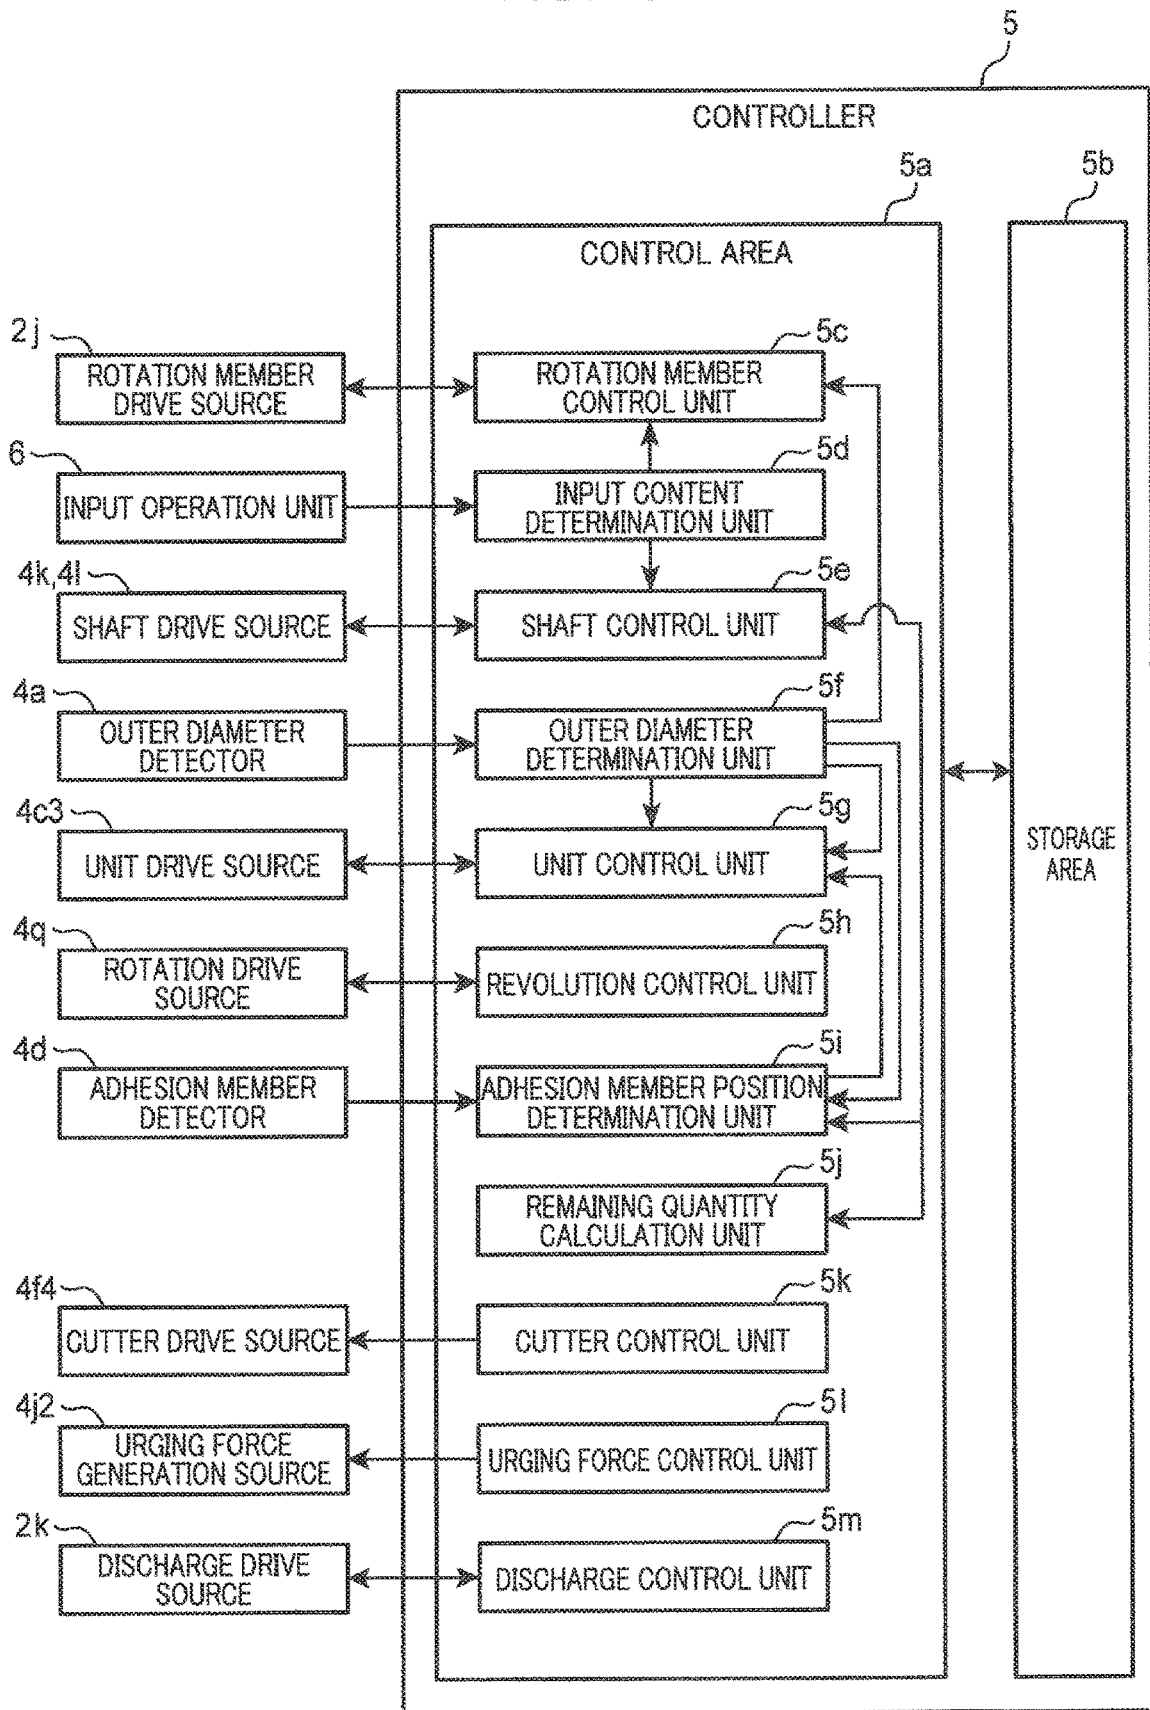 5
CONTROLLER
5a
5b
CONTROL AREA
2j
ROTATION MEMBER
DRIVE SOURCE
5c
ROTATION MEMBER
CONTROL UNIT
6
INPUT OPERATION UNIT
5d
INPUT CONTENT
DETERMINATION UNIT
4k,4l
SHAFT DRIVE SOURCE
5e
SHAFT CONTROL UNIT
4a
OUTER DIAMETER
DETECTOR
5f
OUTER DIAMETER
DETERMINATION UNIT
4c3
UNIT DRIVE SOURCE
5g
UNIT CONTROL UNIT
STORAGE
AREA
4q
ROTATION DRIVE
SOURCE
5h
REVOLUTION CONTROL UNIT
4d
ADHESION MEMBER
DETECTOR
5i
ADHESION MEMBER POSITION
DETERMINATION UNIT
5j
REMAINING QUANTITY
CALCULATION UNIT
4f4
CUTTER DRIVE SOURCE
5k
CUTTER CONTROL UNIT
4j2
URGING FORCE
GENERATION SOURCE
5l
URGING FORCE CONTROL UNIT
2k
DISCHARGE DRIVE
SOURCE
5m
DISCHARGE CONTROL UNIT